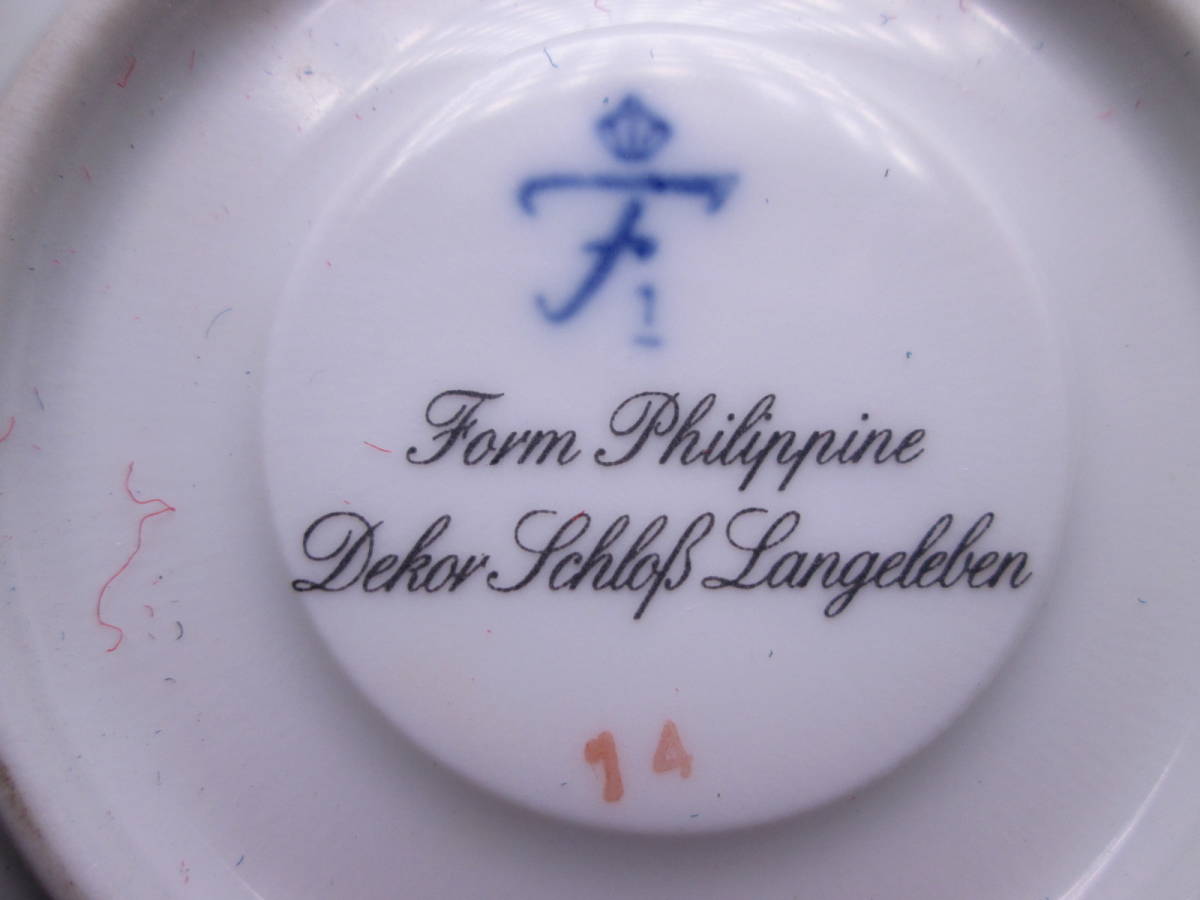 F
1
Form Philippine
Dekor Schloß Langeleben
14